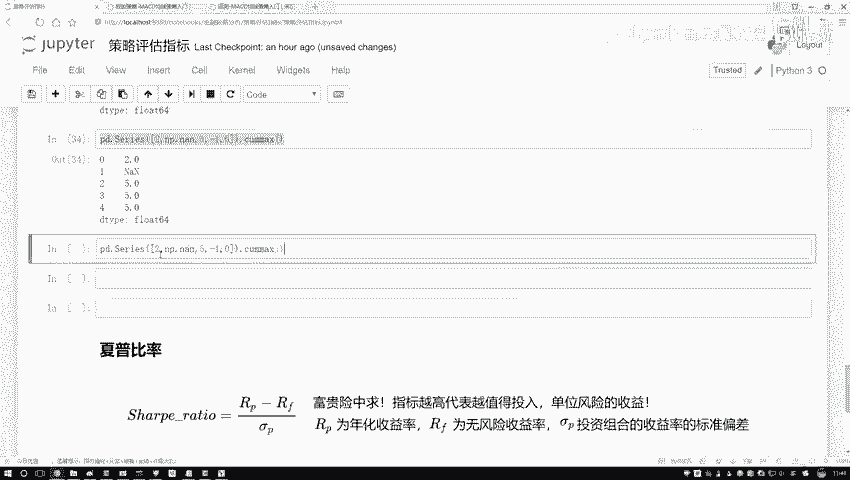 jupyter 策略评估指标 Last Checkpoint: an hour ago (unsaved changes)
Logout
File Edit View Insert Cell Kernel Widgets Help
Trusted Python 3
Code
dtype: float64
In [34]: pd.Series([2,np.nan,5,-1,0]).cummax()
Out[34]:
0 2.0
1 NaN
2 5.0
3 5.0
4 5.0
dtype: float64
In [ ]: pd.Series([2,np.nan,5,-1,0]).cummax()
In [ ]:
In [ ]:
夏普比率
Sharpe_ratio = (R_p − R_f) / σ_p
富贵险中求！指标越高代表越值得投入，单位风险的收益！
R_p 为年化收益率，R_f 为无风险收益率，σ_p 投资组合的收益率的标准偏差